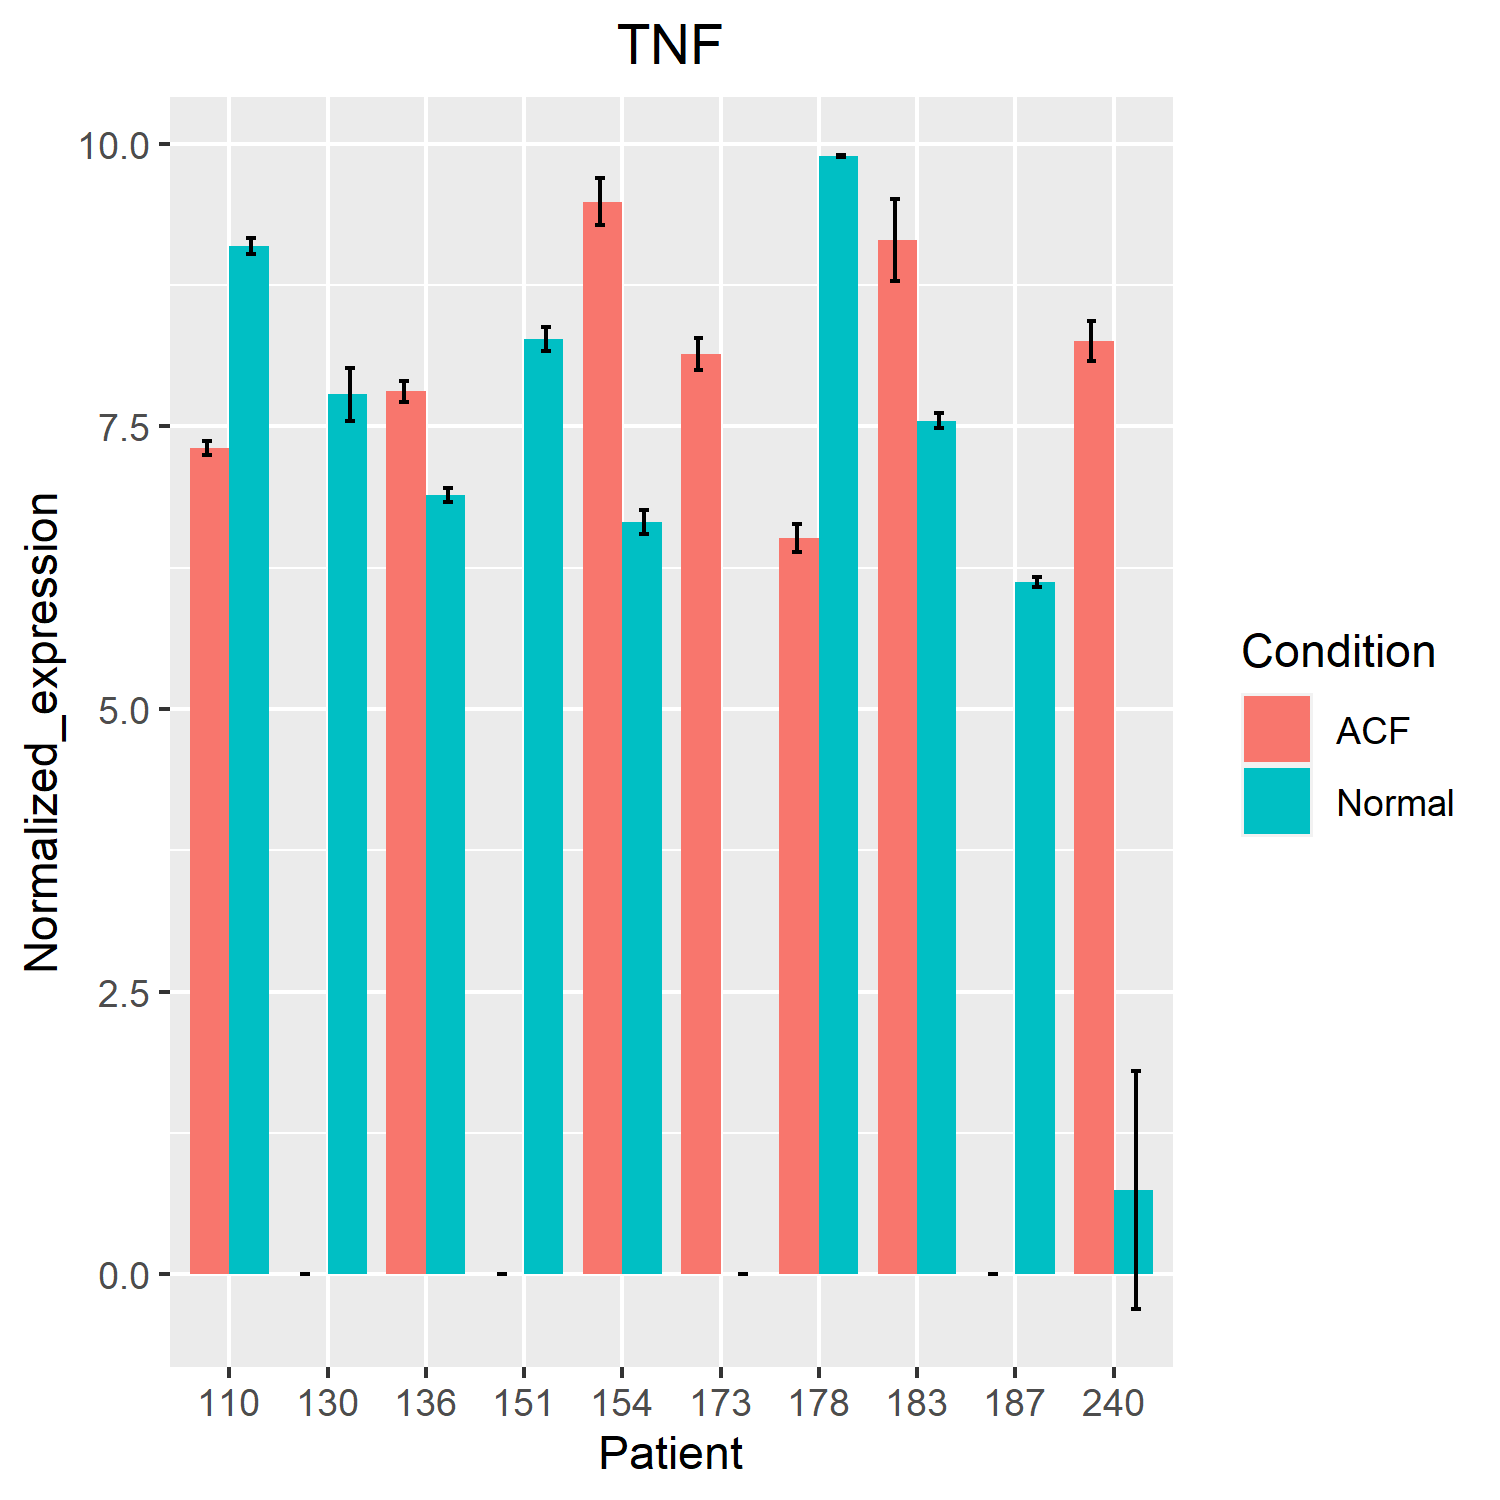 TNF
10.0
7.5
5.0
2.5
0.0
Normalized_expression
110 130 136 151 154 173 178 183 187 240
Patient
Condition
ACF
Normal